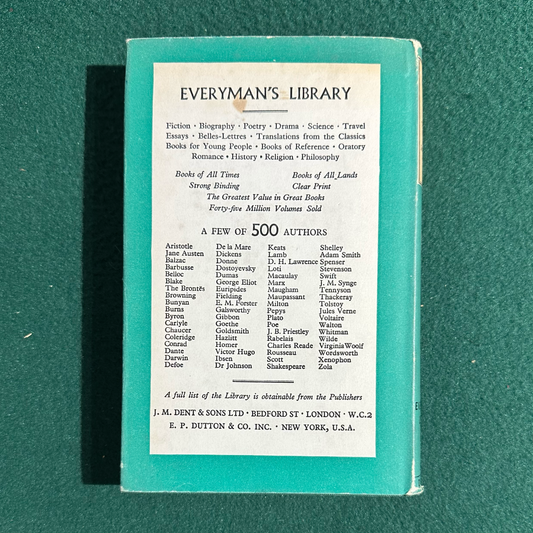 EVERYMAN'S LIBRARY
Fiction · Biography · Poetry · Drama · Science · Travel
Essays · Belles-Lettres · Translations from the Classics
Books for Young People · Books of Reference · Oratory
Romance · History · Religion · Philosophy
Books of All Times Books of All Lands
Strong Binding Clear Print
The Greatest Value in Great Books
Forty-five Million Volumes Sold
A FEW OF 500 AUTHORS
Aristotle De la Mare Keats Shelley
Jane Austen Dickens Lamb Adam Smith
Balzac Donne D. H. Lawrence Spenser
Barbusse Dostoyevsky Loti Stevenson
Belloc Dumas Macaulay Swift
Blake George Eliot Marx J. M. Synge
The Brontës Euripides Maugham Tennyson
Browning Fielding Maupassant Thackeray
Bunyan E. M. Forster Milton Tolstoy
Burns Galsworthy Pepys Jules Verne
Byron Gibbon Plato Voltaire
Carlyle Goethe Poe Walton
Chaucer Goldsmith J. B. Priestley Whitman
Coleridge Hazlitt Rabelais Wilde
Conrad Homer Charles Reade Virginia Woolf
Dante Victor Hugo Rousseau Wordsworth
Darwin Ibsen Scott Xenophon
Defoe Dr Johnson Shakespeare Zola
A full list of the Library is obtainable from the Publishers
J. M. DENT & SONS LTD · BEDFORD ST · LONDON · W.C.2
E. P. DUTTON & CO. INC. · NEW YORK, U.S.A.